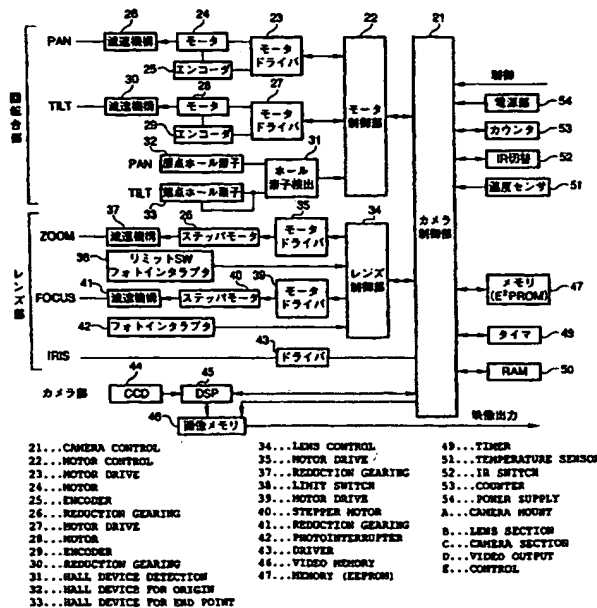 26 24 23 22 21
PAN 減速機構 モータ モータドライバ
25 エンコーダ
制御
30 28 27
TILT 減速機構 モータ モータドライバ モータ制御部
電源部 54
29 エンコーダ
カウンタ 53
32 31
PAN 原点ホール素子 ホール素子検出
IR切替 52
TILT 端点ホール素子
33
温度センサ 51
カメラ制御部
37 26 35 34
ZOOM 減速機構 ステッパモータ モータドライバ レンズ制御部
36 リミットSW フォトインタラプタ
41 40 39
FOCUS 減速機構 ステッパモータ モータドライバ
メモリ (E²PROM) 47
42 フォトインタラプタ
タイマ 49
43
IRIS ドライバ
RAM 50
レンズ部
44 45
カメラ部 CCD DSP
46 画像メモリ
映像出力
21...CAMERA CONTROL
22...MOTOR CONTROL
23...MOTOR DRIVE
24...MOTOR
25...ENCODER
26...REDUCTION GEARING
27...MOTOR DRIVE
28...MOTOR
29...ENCODER
30...REDUCTION GEARING
31...HALL DEVICE DETECTION
32...HALL DEVICE FOR ORIGIN
33...HALL DEVICE FOR END POINT
34...LENS CONTROL
35...MOTOR DRIVE
37...REDUCTION GEARING
38...LIMIT SWITCH
39...MOTOR DRIVE
40...STEPPER MOTOR
41...REDUCTION GEARING
42...PHOTOINTERRUPTER
43...DRIVER
46...VIDEO MEMORY
47...MEMORY (EEPROM)
49...TIMER
51...TEMPERATURE SENSOR
52...IR SWITCH
53...COUNTER
54...POWER SUPPLY
A...CAMERA MOUNT
B...LENS SECTION
C...CAMERA SECTION
D...VIDEO OUTPUT
E...CONTROL